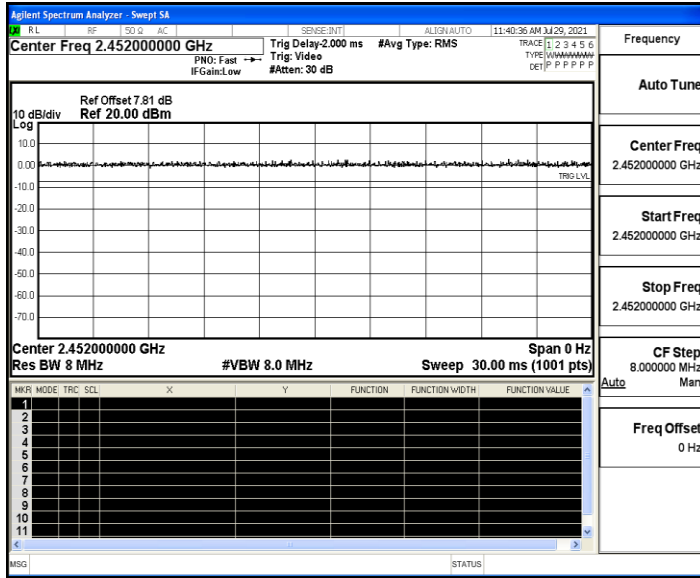 Agilent Spectrum Analyzer - Swept SA
RL RF 50 Ω AC SENSE:INT ALIGN AUTO 11:40:36 AM Jul 29, 2021
Center Freq 2.452000000 GHz
PNO: Fast
IFGain:Low
Trig Delay-2.000 ms
Trig: Video
#Atten: 30 dB
#Avg Type: RMS
TRACE 1 2 3 4 5 6
TYPE WWWWWW
DET P P P P P P
Ref Offset 7.81 dB
10 dB/div Ref 20.00 dBm
Log
10.0
0.00
TRIG LVL
-10.0
-20.0
-30.0
-40.0
-50.0
-60.0
-70.0
Center 2.452000000 GHz Span 0 Hz
Res BW 8 MHz #VBW 8.0 MHz Sweep 30.00 ms (1001 pts)
MKR MODE TRC SCL X Y FUNCTION FUNCTION WIDTH FUNCTION VALUE
1
2
3
4
5
6
7
8
9
10
11
MSG STATUS
Frequency
Auto Tune
Center Freq
2.452000000 GHz
Start Freq
2.452000000 GHz
Stop Freq
2.452000000 GHz
CF Step
8.000000 MHz
Auto Man
Freq Offset
0 Hz